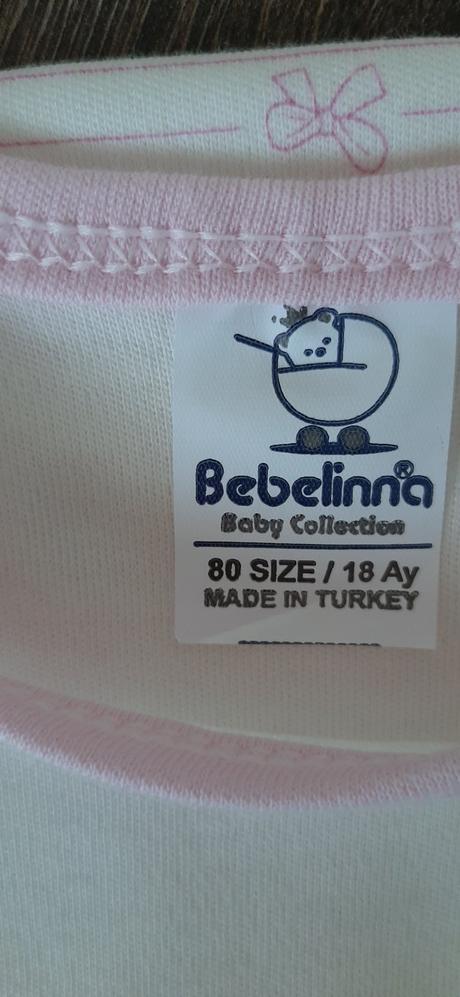 Bebelinna®
Baby Collection
80 SIZE / 18 Ay
MADE IN TURKEY